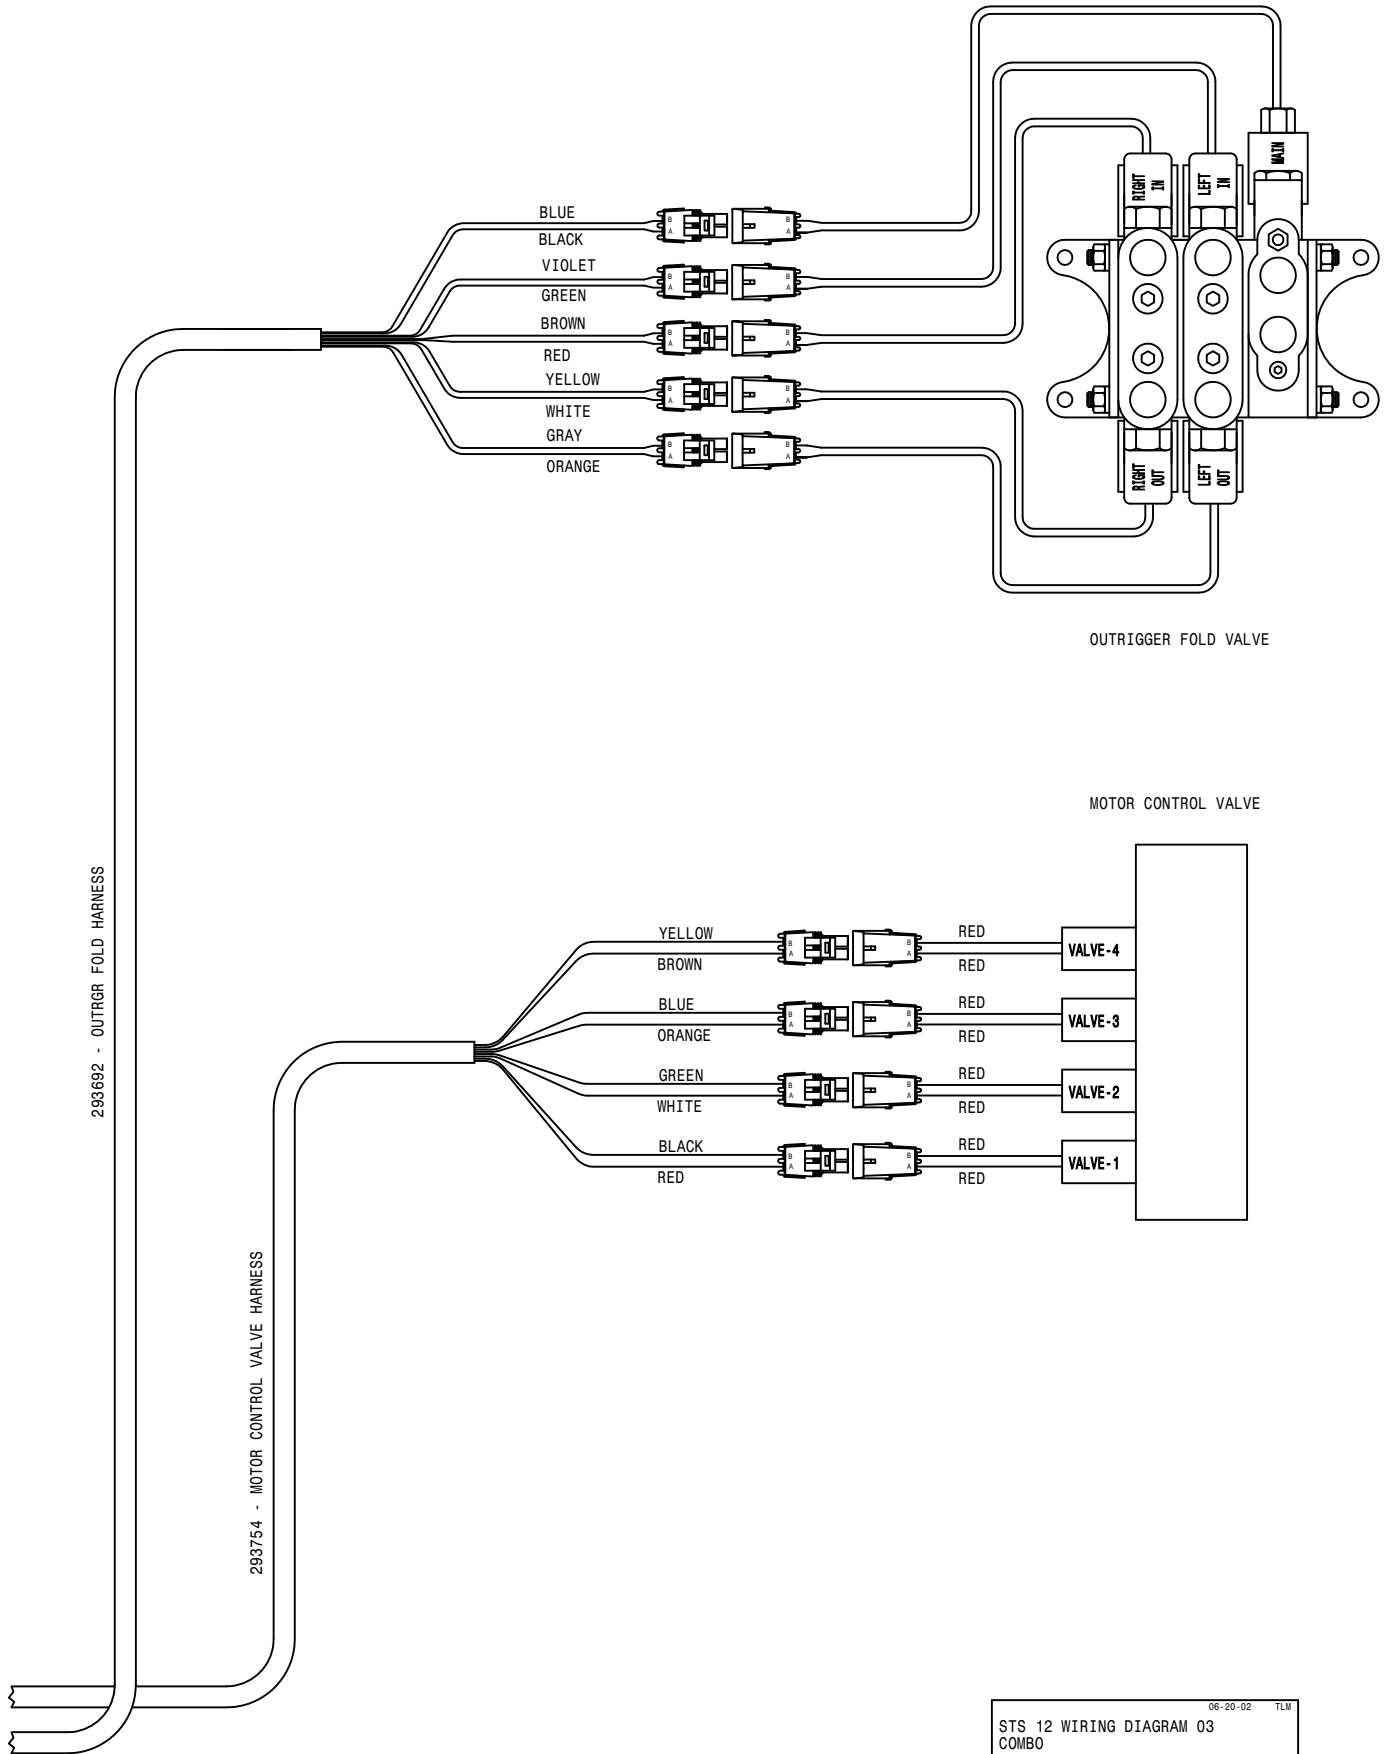 MAIN
RIGHT
IN
LEFT
IN
BLUE
B
A
B
A
BLACK
VIOLET
B
A
B
A
GREEN
BROWN
B
A
B
A
RED
YELLOW
B
A
B
A
WHITE
GRAY
B
A
B
A
ORANGE
RIGHT
OUT
LEFT
OUT
OUTRIGGER FOLD VALVE
MOTOR CONTROL VALVE
293692 - OUTRGR FOLD HARNESS
YELLOW
B
A
B
A
RED
BROWN
RED
VALVE-4
BLUE
B
A
B
A
RED
ORANGE
RED
VALVE-3
GREEN
B
A
B
A
RED
WHITE
RED
VALVE-2
BLACK
B
A
B
A
RED
RED
RED
VALVE-1
293754 - MOTOR CONTROL VALVE HARNESS
06-20-02 TLM
STS 12 WIRING DIAGRAM 03
COMBO